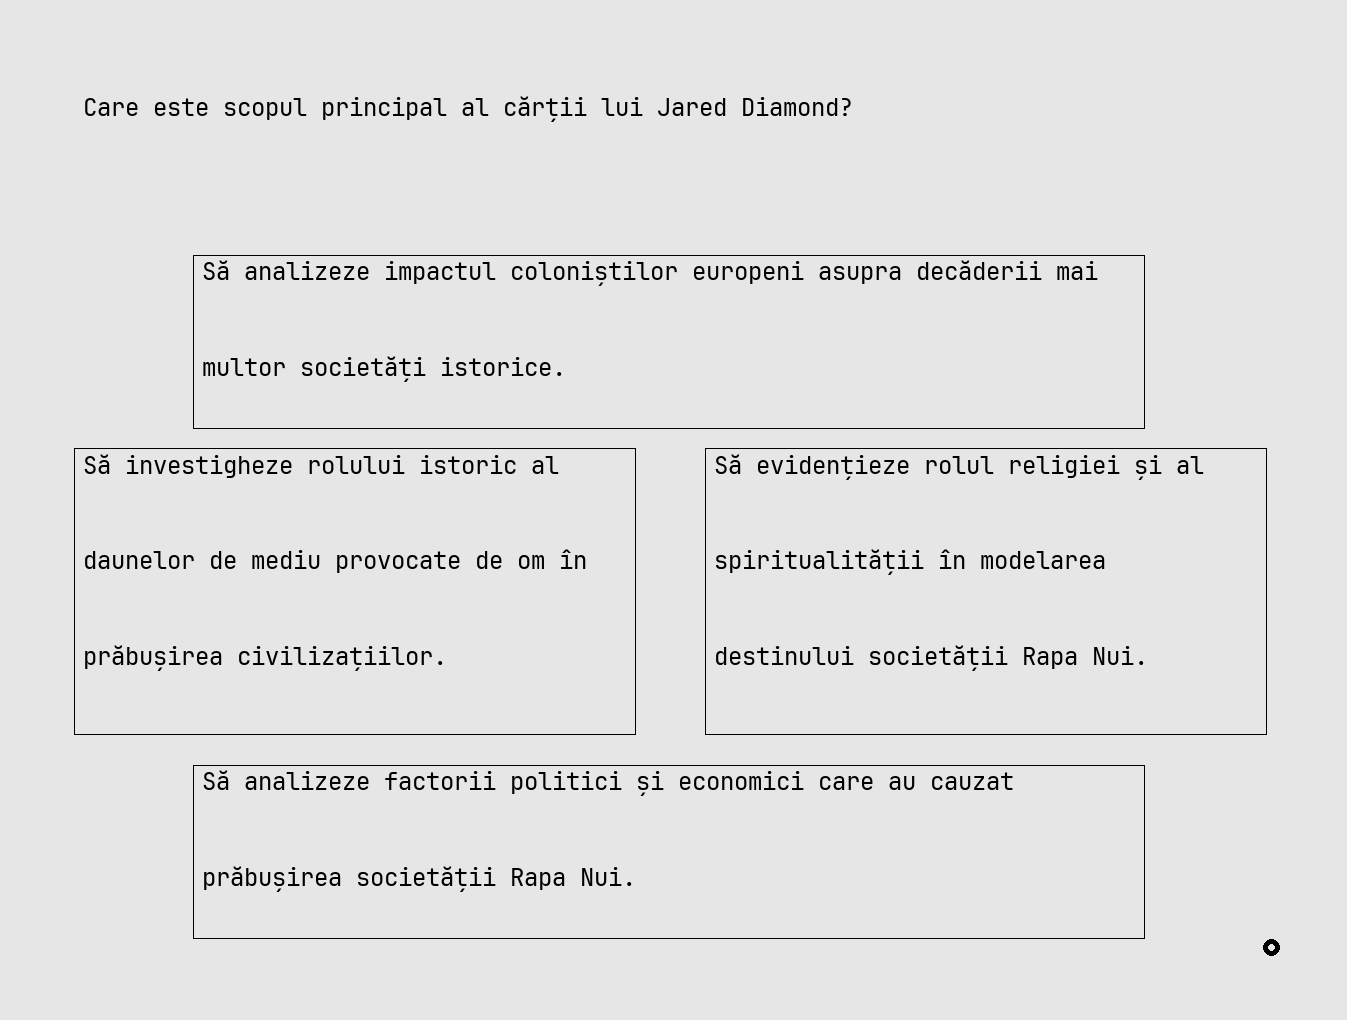 Care este scopul principal al cărții lui Jared Diamond?
Să analizeze impactul coloniștilor europeni asupra decăderii mai
multor societăți istorice.
Să investigheze rolului istoric al
daunelor de mediu provocate de om în
prăbușirea civilizațiilor.
Să evidențieze rolul religiei și al
spiritualității în modelarea
destinului societății Rapa Nui.
Să analizeze factorii politici și economici care au cauzat
prăbușirea societății Rapa Nui.